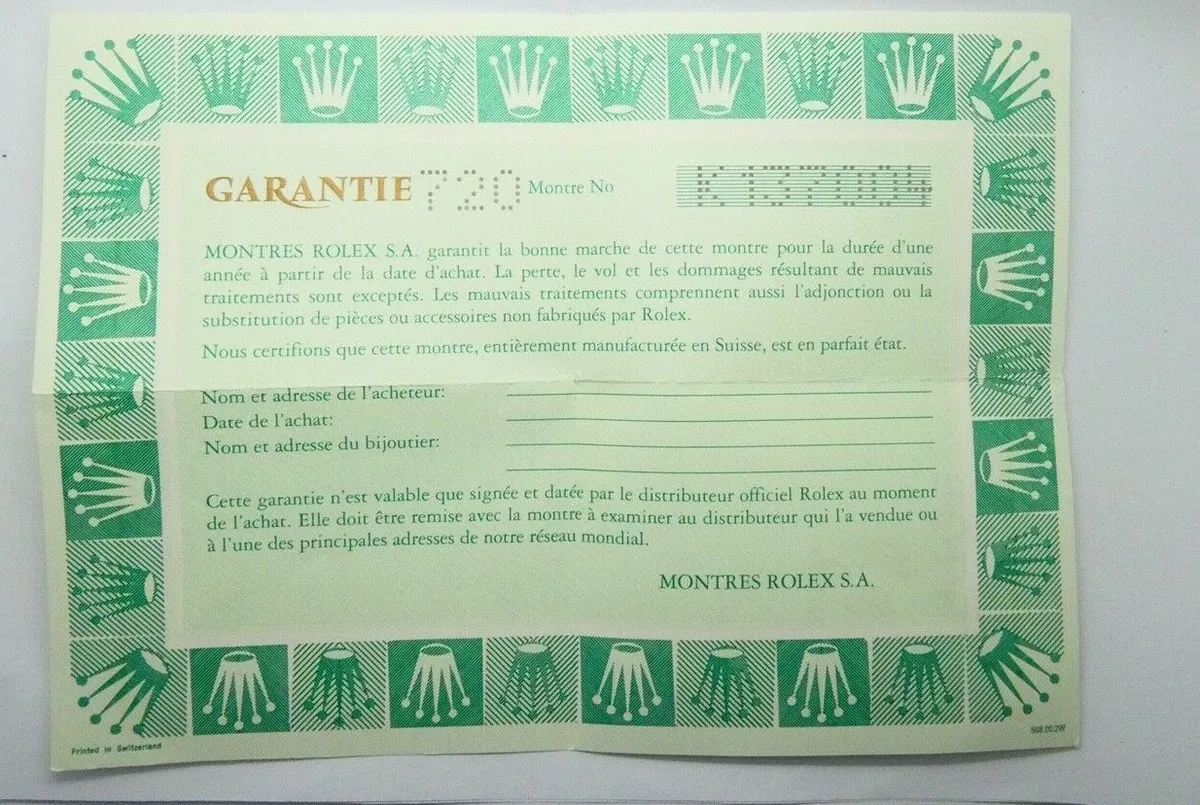 GARANTIE 720 Montre No K137004
MONTRES ROLEX S.A. garantit la bonne marche de cette montre pour la durée d'une
année à partir de la date d'achat. La perte, le vol et les dommages résultant de mauvais
traitements sont exceptés. Les mauvais traitements comprennent aussi l'adjonction ou la
substitution de pièces ou accessoires non fabriqués par Rolex.
Nous certifions que cette montre, entièrement manufacturée en Suisse, est en parfait état.
Nom et adresse de l'acheteur:
Date de l'achat:
Nom et adresse du bijoutier:
Cette garantie n'est valable que signée et datée par le distributeur officiel Rolex au moment
de l'achat. Elle doit être remise avec la montre à examiner au distributeur qui l'a vendue ou
à l'une des principales adresses de notre réseau mondial.
MONTRES ROLEX S.A.
Printed in Switzerland